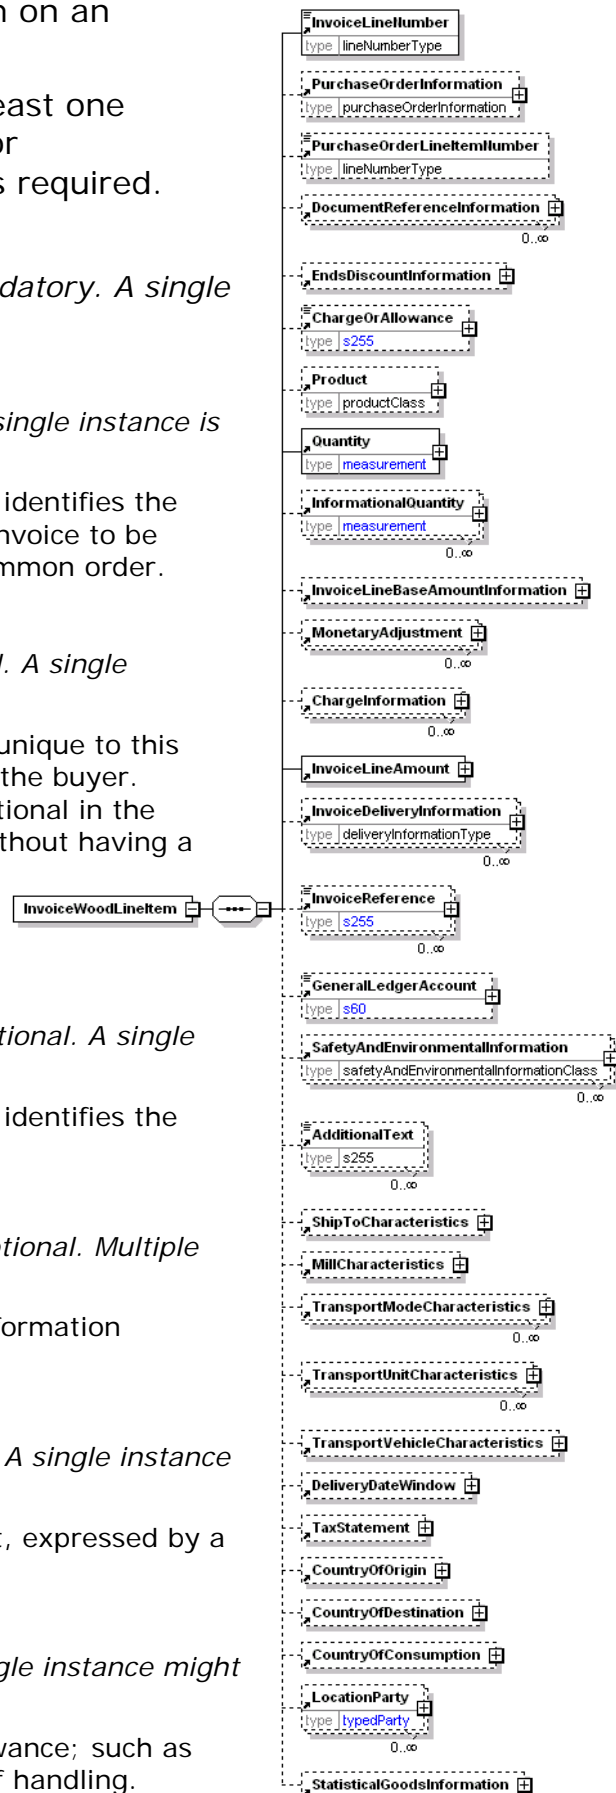 n on an
east one
or
s required.
datory. A single
single instance is
identifies the
nvoice to be
mmon order.
l. A single
unique to this
the buyer.
tional in the
thout having a
tional. A single
identifies the
otional. Multiple
formation
A single instance
t, expressed by a
gle instance might
wance; such as
f handling.
InvoiceWoodLineItem
InvoiceLineNumber
type lineNumberType
PurchaseOrderInformation
type purchaseOrderInformation
PurchaseOrderLineItemNumber
type lineNumberType
DocumentReferenceInformation
0..∞
EndsDiscountInformation
ChargeOrAllowance
type s255
Product
type productClass
Quantity
type measurement
InformationalQuantity
type measurement
0..∞
InvoiceLineBaseAmountInformation
MonetaryAdjustment
0..∞
ChargeInformation
0..∞
InvoiceLineAmount
InvoiceDeliveryInformation
type deliveryInformationType
0..∞
InvoiceReference
type s255
0..∞
GeneralLedgerAccount
type s60
SafetyAndEnvironmentalInformation
type safetyAndEnvironmentalInformationClass
0..∞
AdditionalText
type s255
0..∞
ShipToCharacteristics
MillCharacteristics
TransportModeCharacteristics
0..∞
TransportUnitCharacteristics
0..∞
TransportVehicleCharacteristics
DeliveryDateWindow
TaxStatement
CountryOfOrigin
CountryOfDestination
CountryOfConsumption
LocationParty
type typedParty
0..∞
StatisticalGoodsInformation